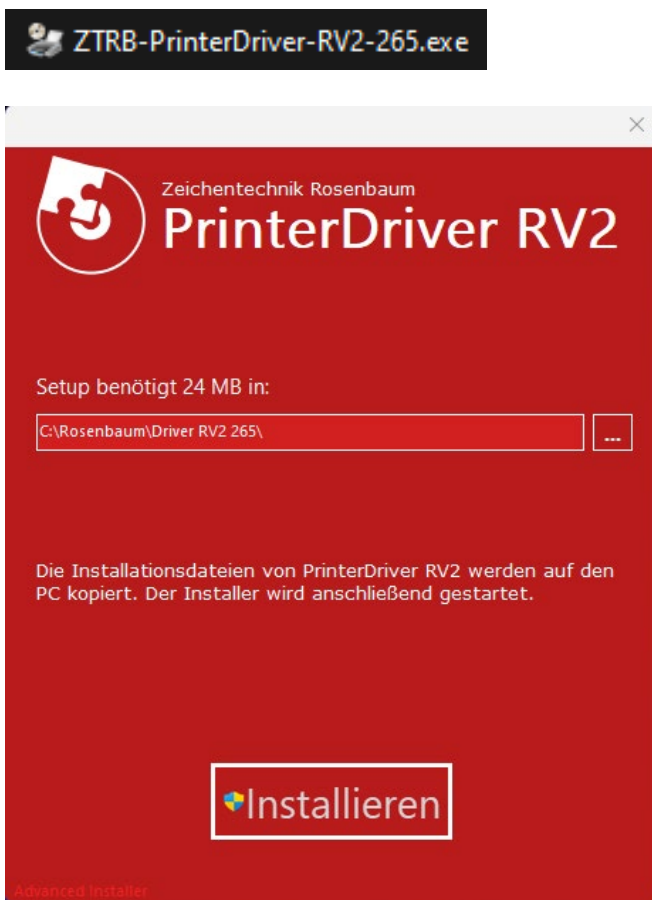 ZTRB-PrinterDriver-RV2-265.exe
Zeichentechnik Rosenbaum
PrinterDriver RV2
Setup benötigt 24 MB in:
C:\Rosenbaum\Driver RV2 265\
...
Die Installationsdateien von PrinterDriver RV2 werden auf den
PC kopiert. Der Installer wird anschließend gestartet.
Installieren
Advanced Installer